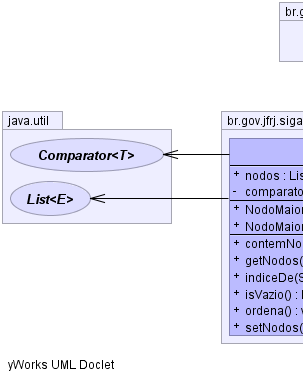 br.g
java.util
br.gov.jfrj.siga
Comparator<T>
List<E>
+ nodos : Lis
- comparato
+ NodoMaior
+ NodoMaior
+ contemNo
+ getNodos(
+ indiceDe(S
+ isVazio() :
+ ordena() : v
+ setNodos(
yWorks UML Doclet